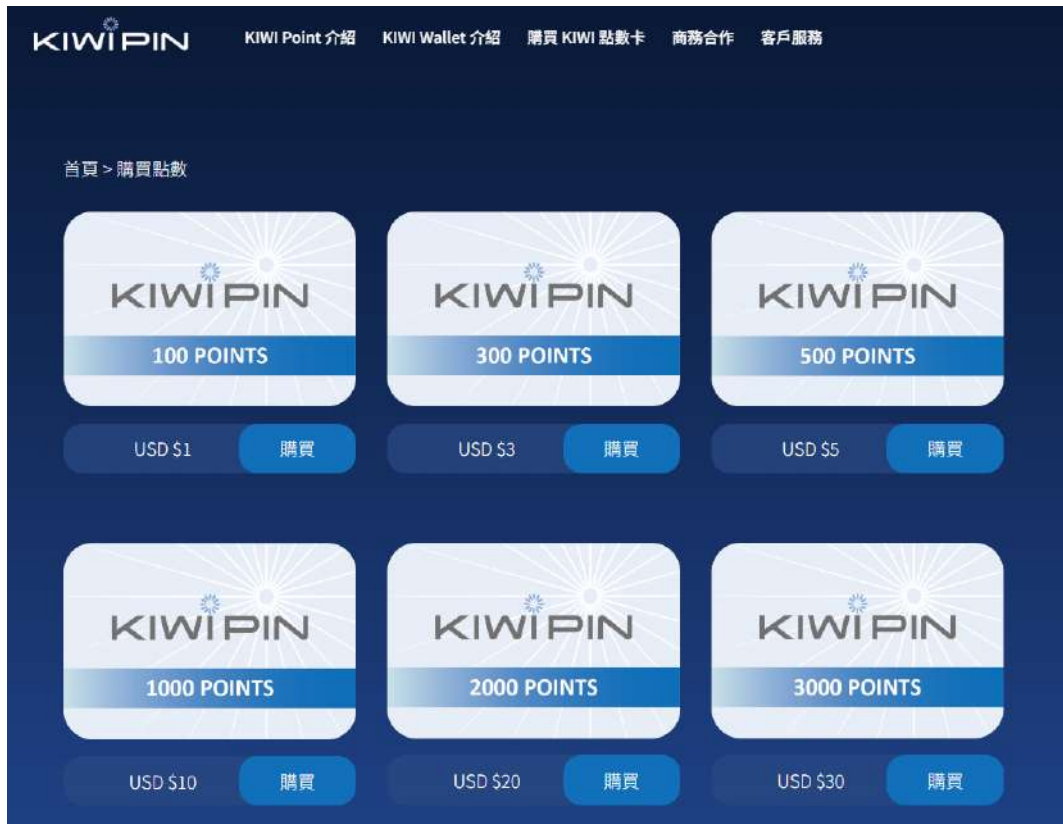 KIWIPIN KIWI Point 介紹 KIWI Wallet 介紹 購買 KIWI 點數卡 商務合作 客戶服務
首頁 > 購買點數
KIWIPIN KIWIPIN KIWIPIN
100 POINTS 300 POINTS 500 POINTS
USD $1 購買 USD $3 購買 USD $5 購買
KIWIPIN KIWIPIN KIWIPIN
1000 POINTS 2000 POINTS 3000 POINTS
USD $10 購買 USD $20 購買 USD $30 購買